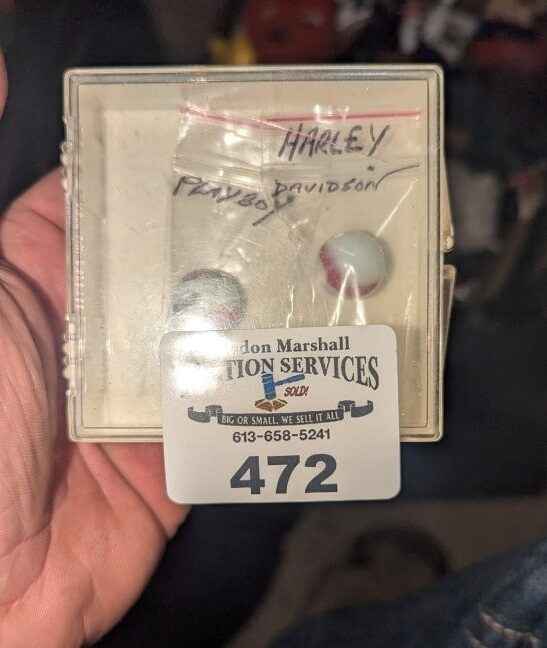 HARLEY
DAVIDSON
PLAYBOY
don Marshall
TION SERVICES
SOLD!
BIG OR SMALL, WE SELL IT ALL
613-658-5241
472